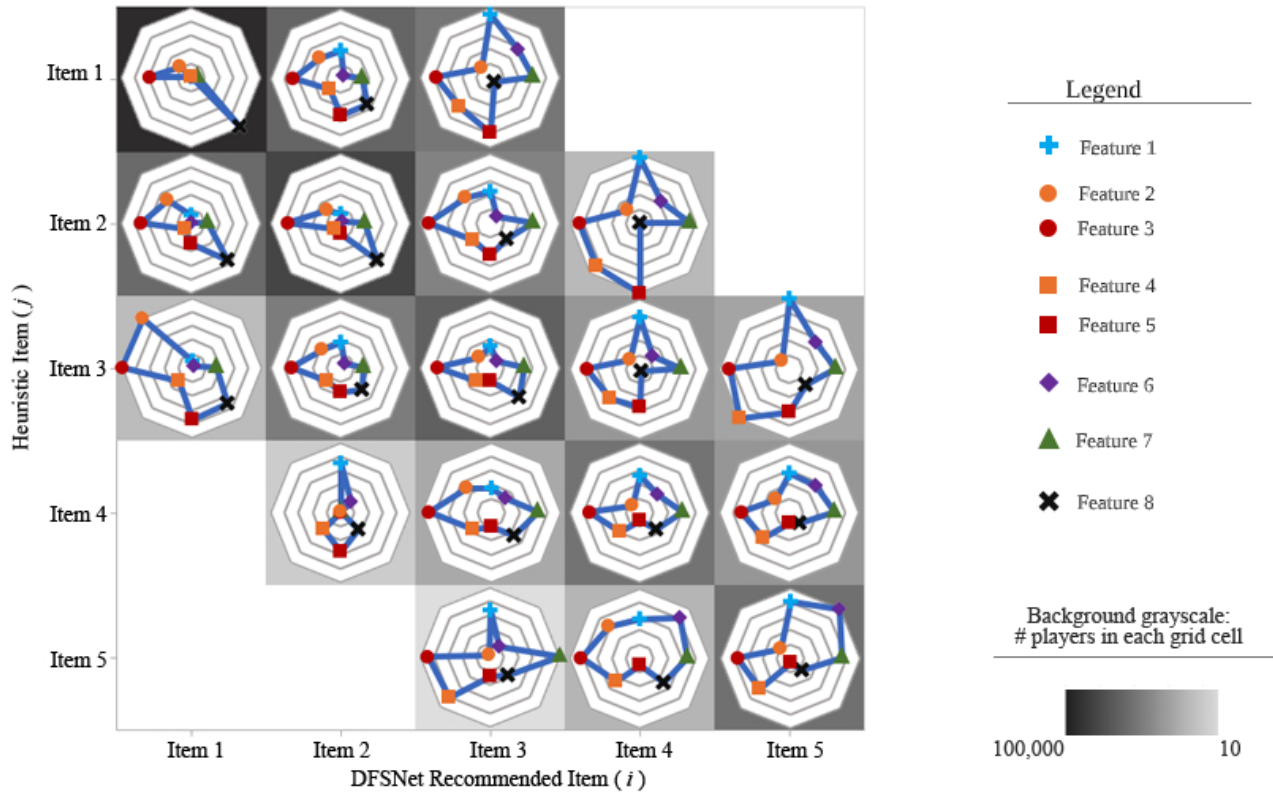 Item 1
Item 2
Item 3
Item 4
Item 5
Heuristic Item ( j )
Item 1
Item 2
Item 3
Item 4
Item 5
DFSNet Recommended Item ( i )
Legend
Feature 1
Feature 2
Feature 3
Feature 4
Feature 5
Feature 6
Feature 7
Feature 8
Background grayscale:
# players in each grid cell
100,000
10